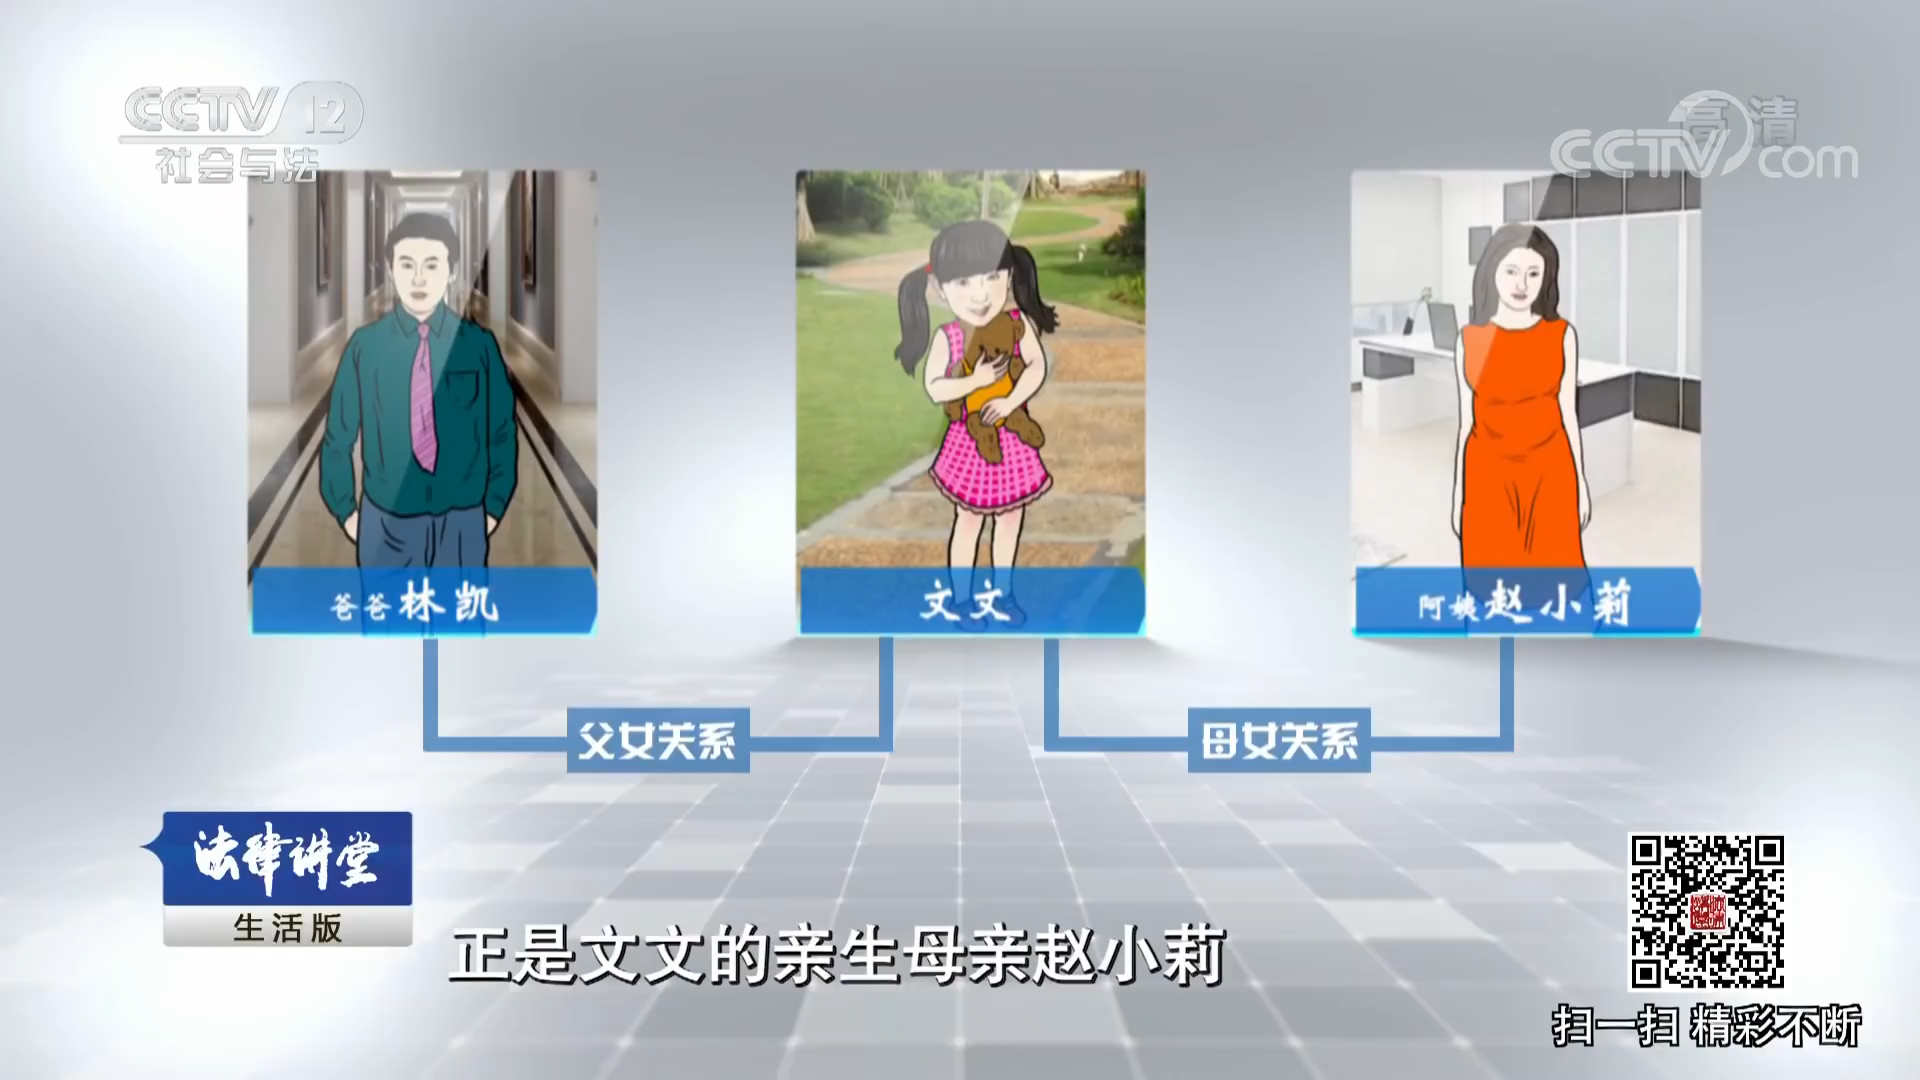 CCTV 12
社会与法
高清
CCTV.com
爸爸林凯
文文
阿姨赵小莉
父女关系
母女关系
法律讲堂
生活版
正是文文的亲生母亲赵小莉
扫一扫 精彩不断